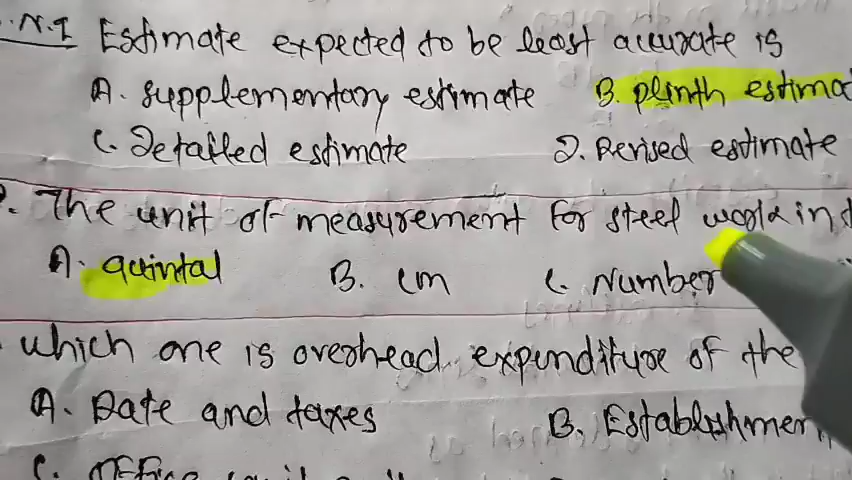 N.I Estimate expected to be least accurate is
A. supplementary estimate B. plinth estima
C. Detailed estimate D. Revised estimate
The unit of measurement for steel work in
A. quintal B. cm C. Number
which one is overhead expenditure of the
A. Rate and taxes B. Establishmen
C. office